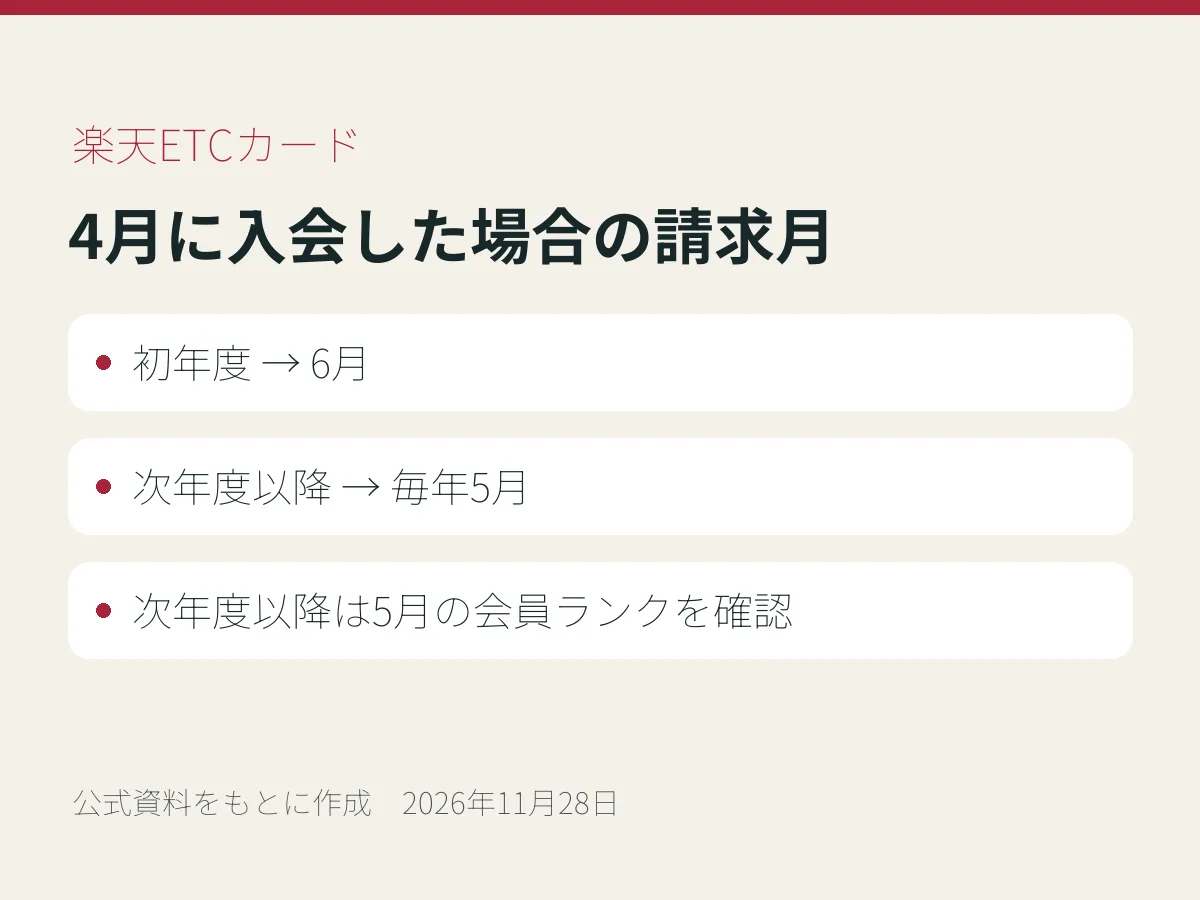 楽天ETCカード
4月に入会した場合の請求月
初年度 → 6月
次年度以降 → 毎年5月
次年度以降は5月の会員ランクを確認
公式資料をもとに作成　2026年11月28日